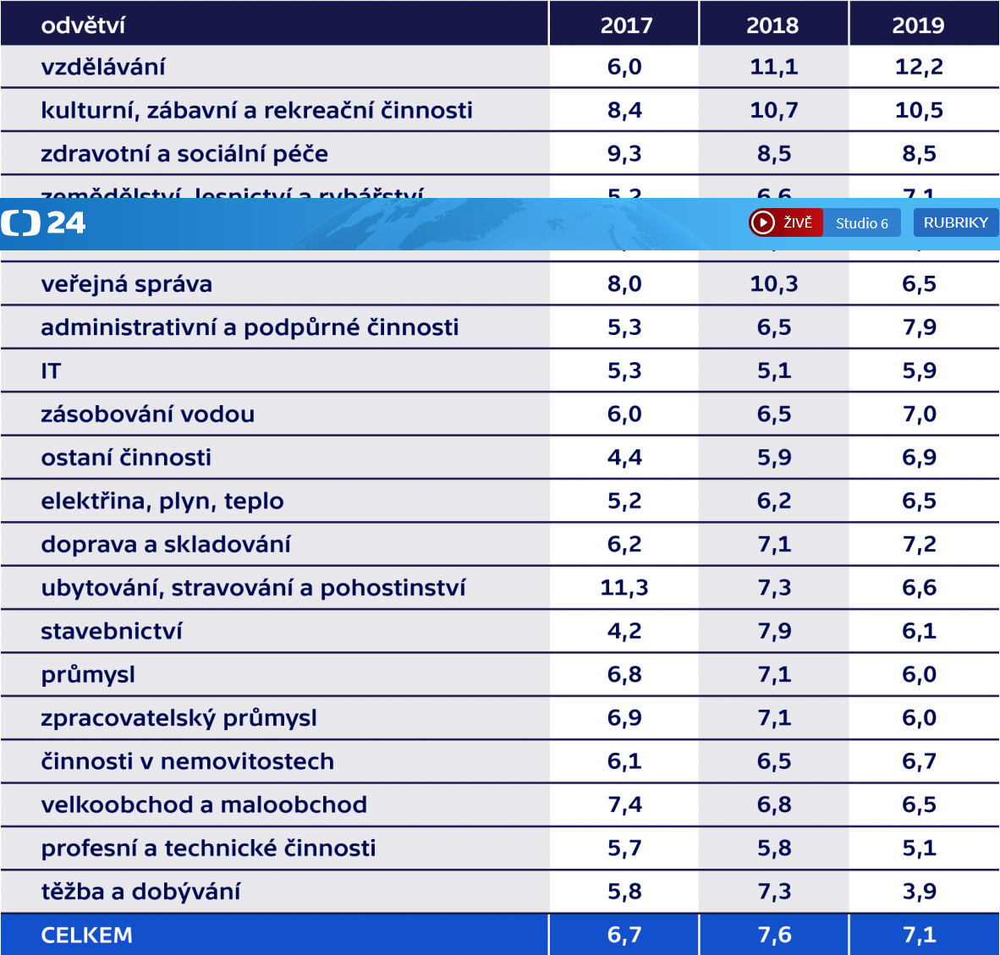 odvětví 2017 2018 2019
vzdělávání 6,0 11,1 12,2
kulturní, zábavní a rekreační činnosti 8,4 10,7 10,5
zdravotní a sociální péče 9,3 8,5 8,5
zemědělství, lesnictví a rybářství 5,2 6,6 7,1
24 ŽIVĚ Studio 6 RUBRIKY
veřejná správa 8,0 10,3 6,5
administrativní a podpůrné činnosti 5,3 6,5 7,9
IT 5,3 5,1 5,9
zásobování vodou 6,0 6,5 7,0
ostaní činnosti 4,4 5,9 6,9
elektřina, plyn, teplo 5,2 6,2 6,5
doprava a skladování 6,2 7,1 7,2
ubytování, stravování a pohostinství 11,3 7,3 6,6
stavebnictví 4,2 7,9 6,1
průmysl 6,8 7,1 6,0
zpracovatelský průmysl 6,9 7,1 6,0
činnosti v nemovitostech 6,1 6,5 6,7
velkoobchod a maloobchod 7,4 6,8 6,5
profesní a technické činnosti 5,7 5,8 5,1
těžba a dobývání 5,8 7,3 3,9
CELKEM 6,7 7,6 7,1